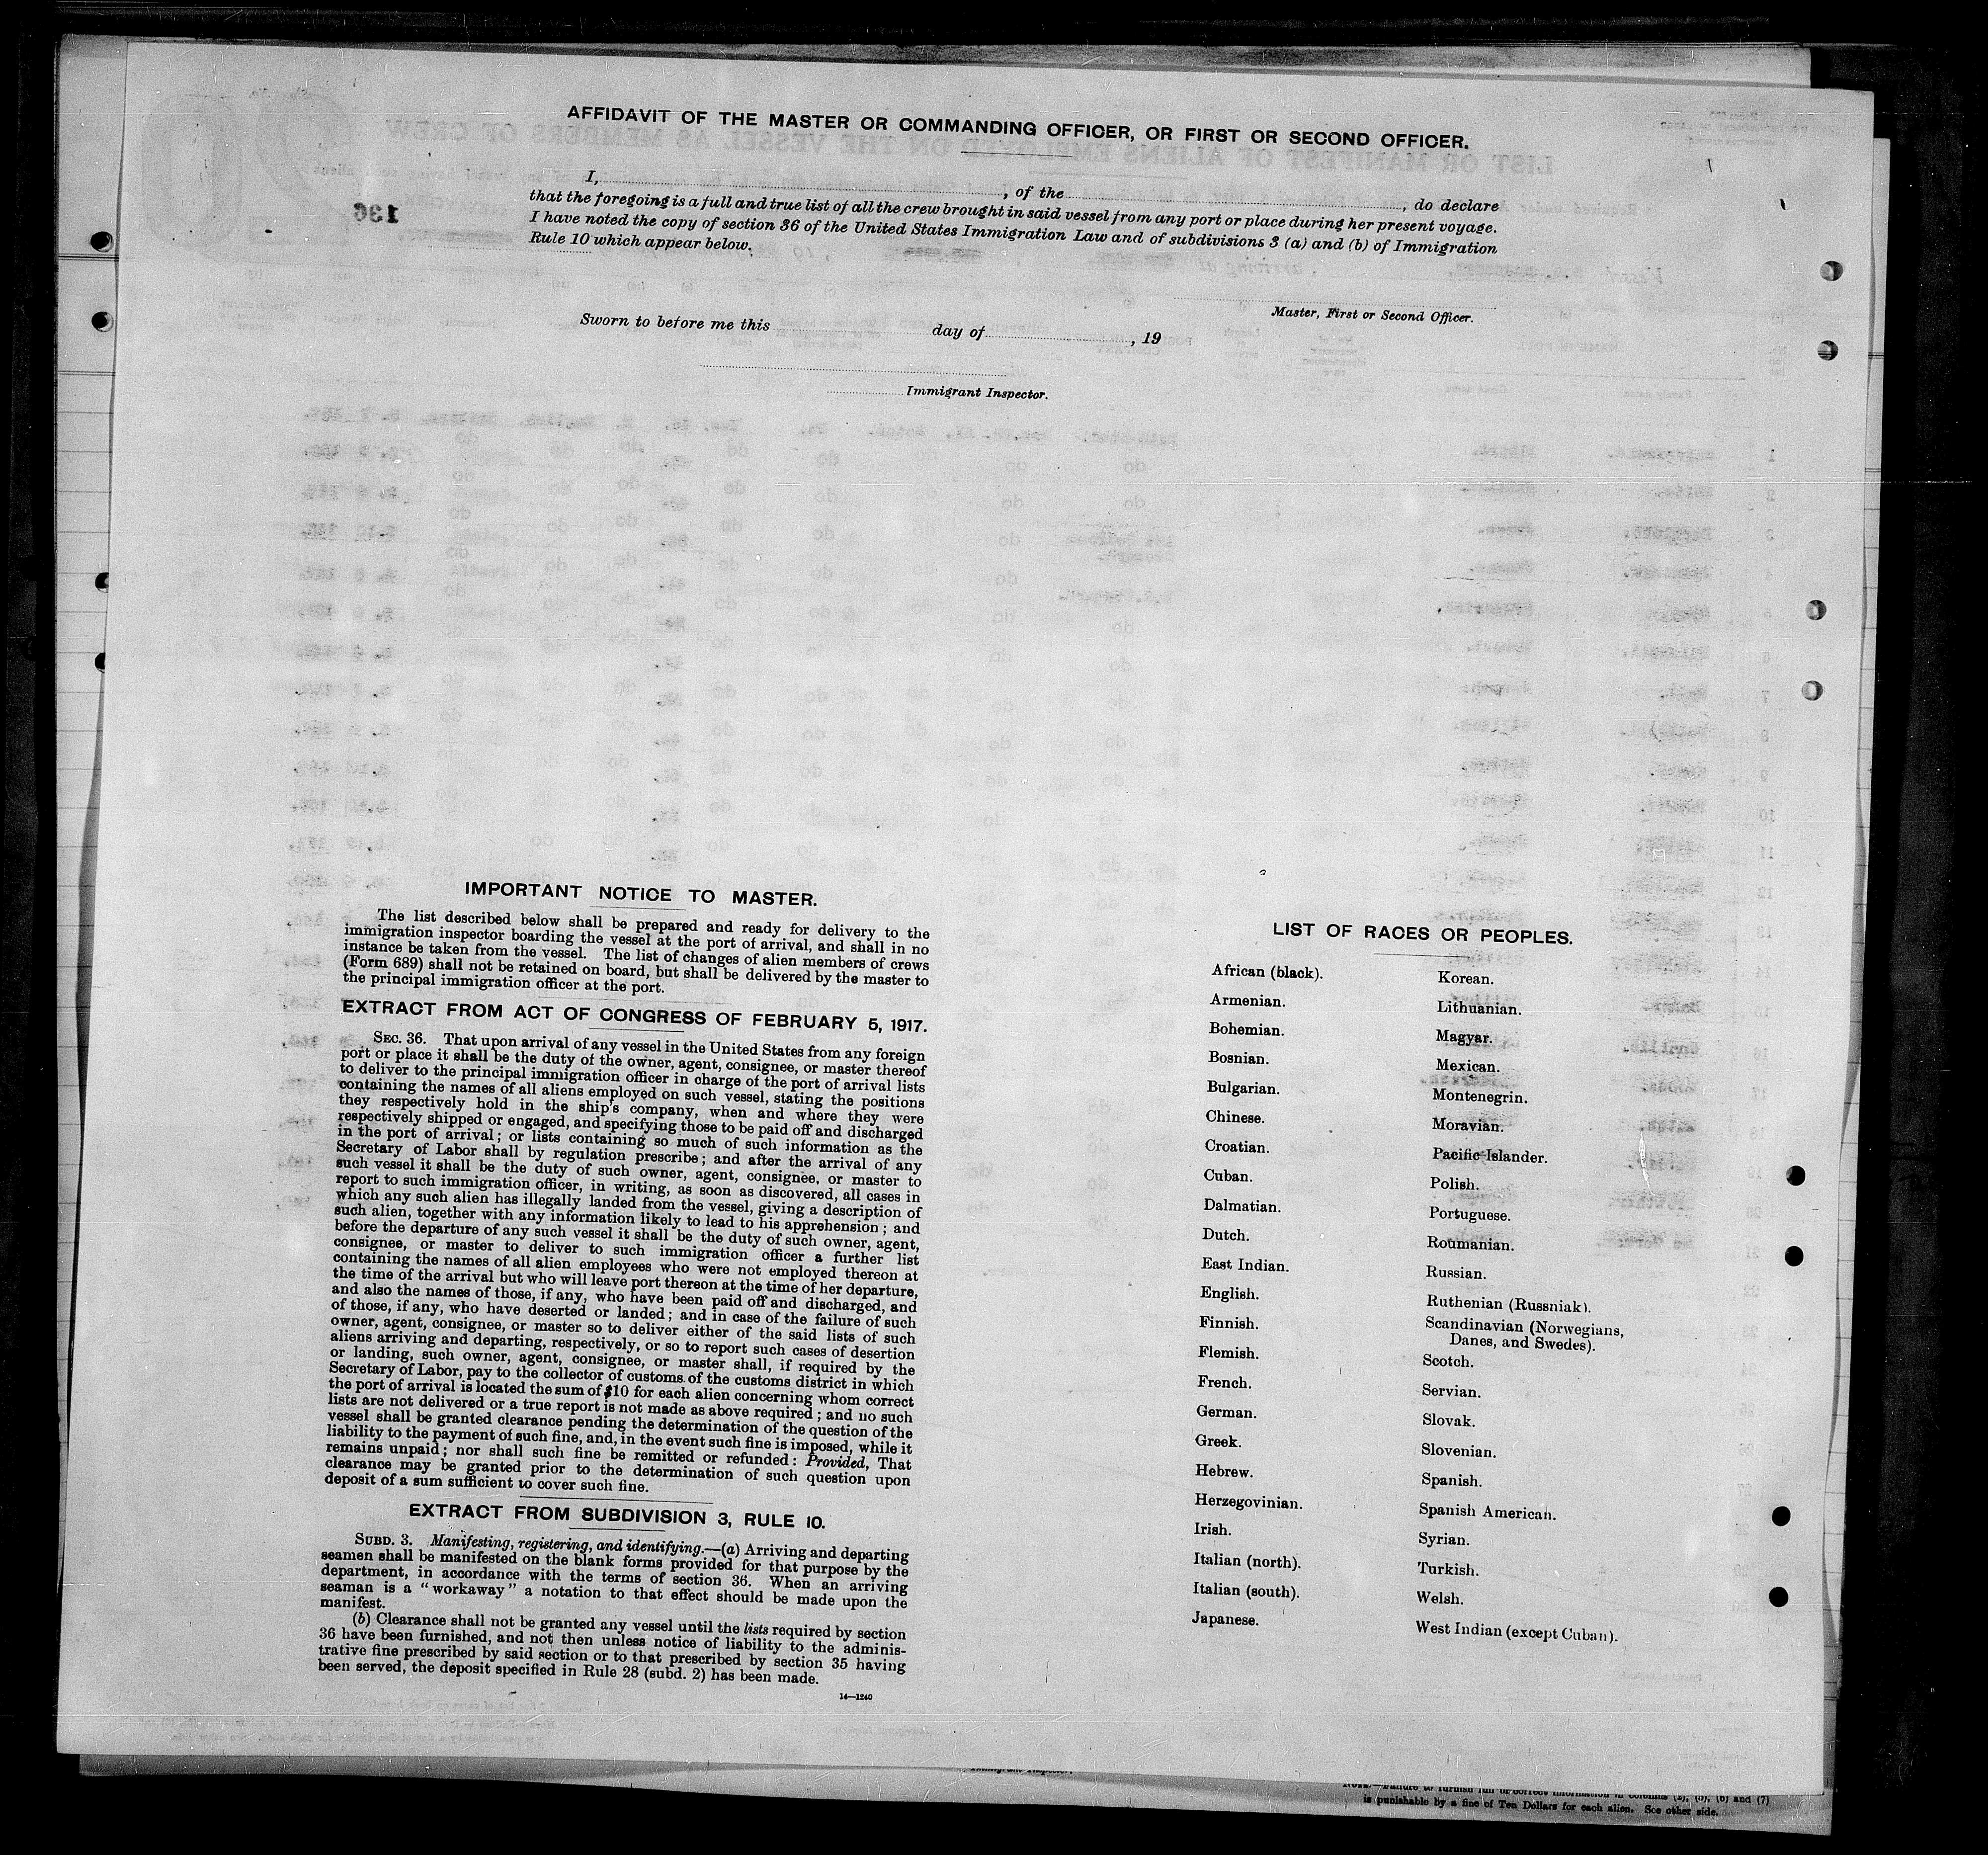 AFFIDAVIT OF THE MASTER OR COMMANDING OFFICER, OR FIRST OR SECOND OFFICER.
I, , of the , do declare
that the foregoing is a full and true list of all the crew brought in said vessel from any port or place during her present voyage.
I have noted the copy of section 36 of the United States Immigration Law and of subdivisions 3 (a) and (b) of Immigration
Rule 10 which appear below.
136
Master, First or Second Officer.
Sworn to before me this day of , 19
Immigrant Inspector.
IMPORTANT NOTICE TO MASTER.
The list described below shall be prepared and ready for delivery to the
immigration inspector boarding the vessel at the port of arrival, and shall in no
instance be taken from the vessel. The list of changes of alien members of crews
(Form 689) shall not be retained on board, but shall be delivered by the master to
the principal immigration officer at the port.
EXTRACT FROM ACT OF CONGRESS OF FEBRUARY 5, 1917.
SEC. 36. That upon arrival of any vessel in the United States from any foreign
port or place it shall be the duty of the owner, agent, consignee, or master thereof
to deliver to the principal immigration officer in charge of the port of arrival lists
containing the names of all aliens employed on such vessel, stating the positions
they respectively hold in the ship's company, when and where they were
respectively shipped or engaged, and specifying those to be paid off and discharged
in the port of arrival; or lists containing so much of such information as the
Secretary of Labor shall by regulation prescribe; and after the arrival of any
such vessel it shall be the duty of such owner, agent, consignee, or master to
report to such immigration officer, in writing, as soon as discovered, all cases in
which any such alien has illegally landed from the vessel, giving a description of
such alien, together with any information likely to lead to his apprehension; and
before the departure of any such vessel it shall be the duty of such owner, agent,
consignee, or master to deliver to such immigration officer a further list
containing the names of all alien employees who were not employed thereon at
the time of the arrival but who will leave port thereon at the time of her departure,
and also the names of those, if any, who have been paid off and discharged, and
of those, if any, who have deserted or landed; and in case of the failure of such
owner, agent, consignee, or master so to deliver either of the said lists of such
aliens arriving and departing, respectively, or so to report such cases of desertion
or landing, such owner, agent, consignee, or master shall, if required by the
Secretary of Labor, pay to the collector of customs of the customs district in which
the port of arrival is located the sum of $10 for each alien concerning whom correct
lists are not delivered or a true report is not made as above required; and no such
vessel shall be granted clearance pending the determination of the question of the
liability to the payment of such fine, and, in the event such fine is imposed, while it
remains unpaid; nor shall such fine be remitted or refunded: Provided, That
clearance may be granted prior to the determination of such question upon
deposit of a sum sufficient to cover such fine.
EXTRACT FROM SUBDIVISION 3, RULE 10.
SUBD. 3. Manifesting, registering, and identifying.—(a) Arriving and departing
seamen shall be manifested on the blank forms provided for that purpose by the
department, in accordance with the terms of section 36. When an arriving
seaman is a "workaway" a notation to that effect should be made upon the
manifest.
(b) Clearance shall not be granted any vessel until the lists required by section
36 have been furnished, and not then unless notice of liability to the adminis-
trative fine prescribed by said section or to that prescribed by section 35 having
been served, the deposit specified in Rule 28 (subd. 2) has been made.
14—1240
LIST OF RACES OR PEOPLES.
African (black).
Armenian.
Bohemian.
Bosnian.
Bulgarian.
Chinese.
Croatian.
Cuban.
Dalmatian.
Dutch.
East Indian.
English.
Finnish.
Flemish.
French.
German.
Greek.
Hebrew.
Herzegovinian.
Irish.
Italian (north).
Italian (south).
Japanese.
Korean.
Lithuanian.
Magyar.
Mexican.
Montenegrin.
Moravian.
Pacific Islander.
Polish.
Portuguese.
Roumanian.
Russian.
Ruthenian (Russniak).
Scandinavian (Norwegians,
Danes, and Swedes).
Scotch.
Servian.
Slovak.
Slovenian.
Spanish.
Spanish American.
Syrian.
Turkish.
Welsh.
West Indian (except Cuban).
Immigrant Inspector.
NOTE.—Failure to furnish full or correct information in columns (2), (5), (6) and (7)
is punishable by a fine of Ten Dollars for each alien. See other side.